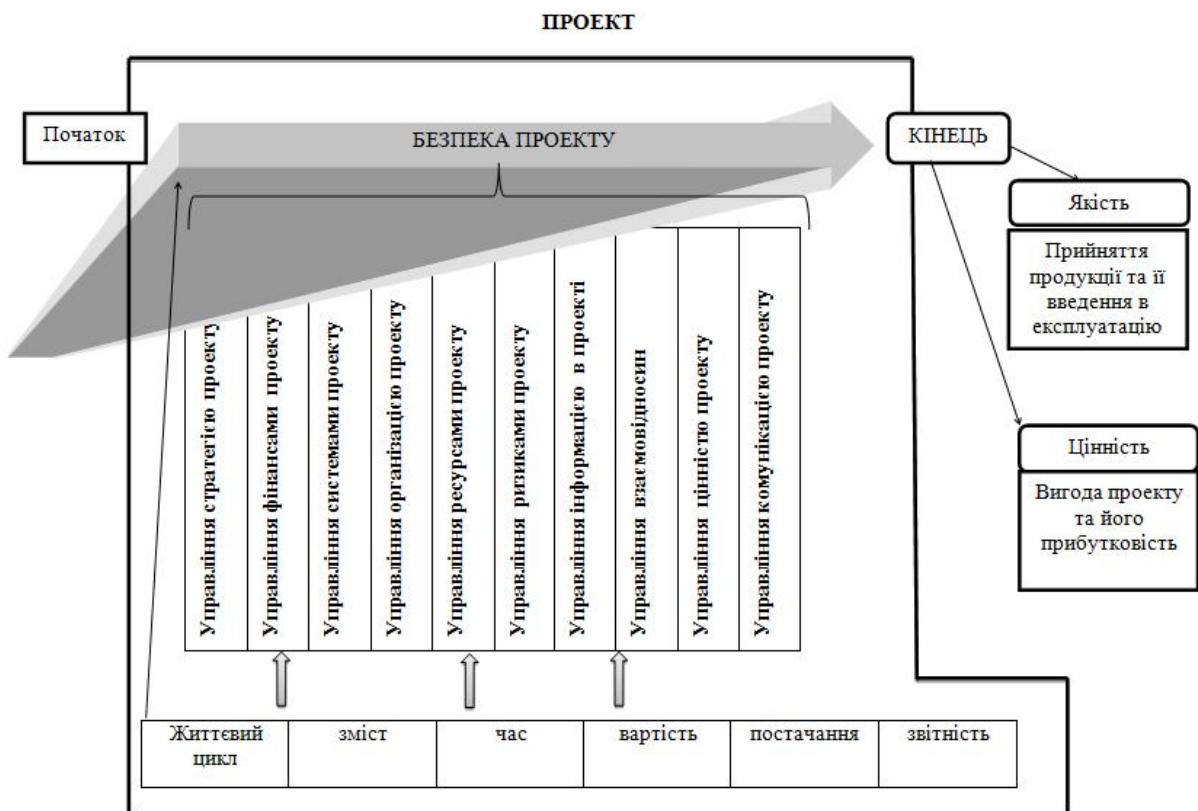 ПРОЕКТ
Початок
БЕЗПЕКА ПРОЕКТУ
КІНЕЦЬ
Якість
Прийняття
продукції та її
введення в
експлуатацію
Цінність
Вигода проекту
та його
прибутковість
Управління стратегією проекту
Управління фінансами проекту
Управління системами проекту
Управління організацією проекту
Управління ресурсами проекту
Управління ризиками проекту
Управління інформацією в проекті
Управління взаємовідносин
Управління цінністю проекту
Управління комунікацією проекту
Життєвий
цикл
зміст
час
вартість
постачання
звітність